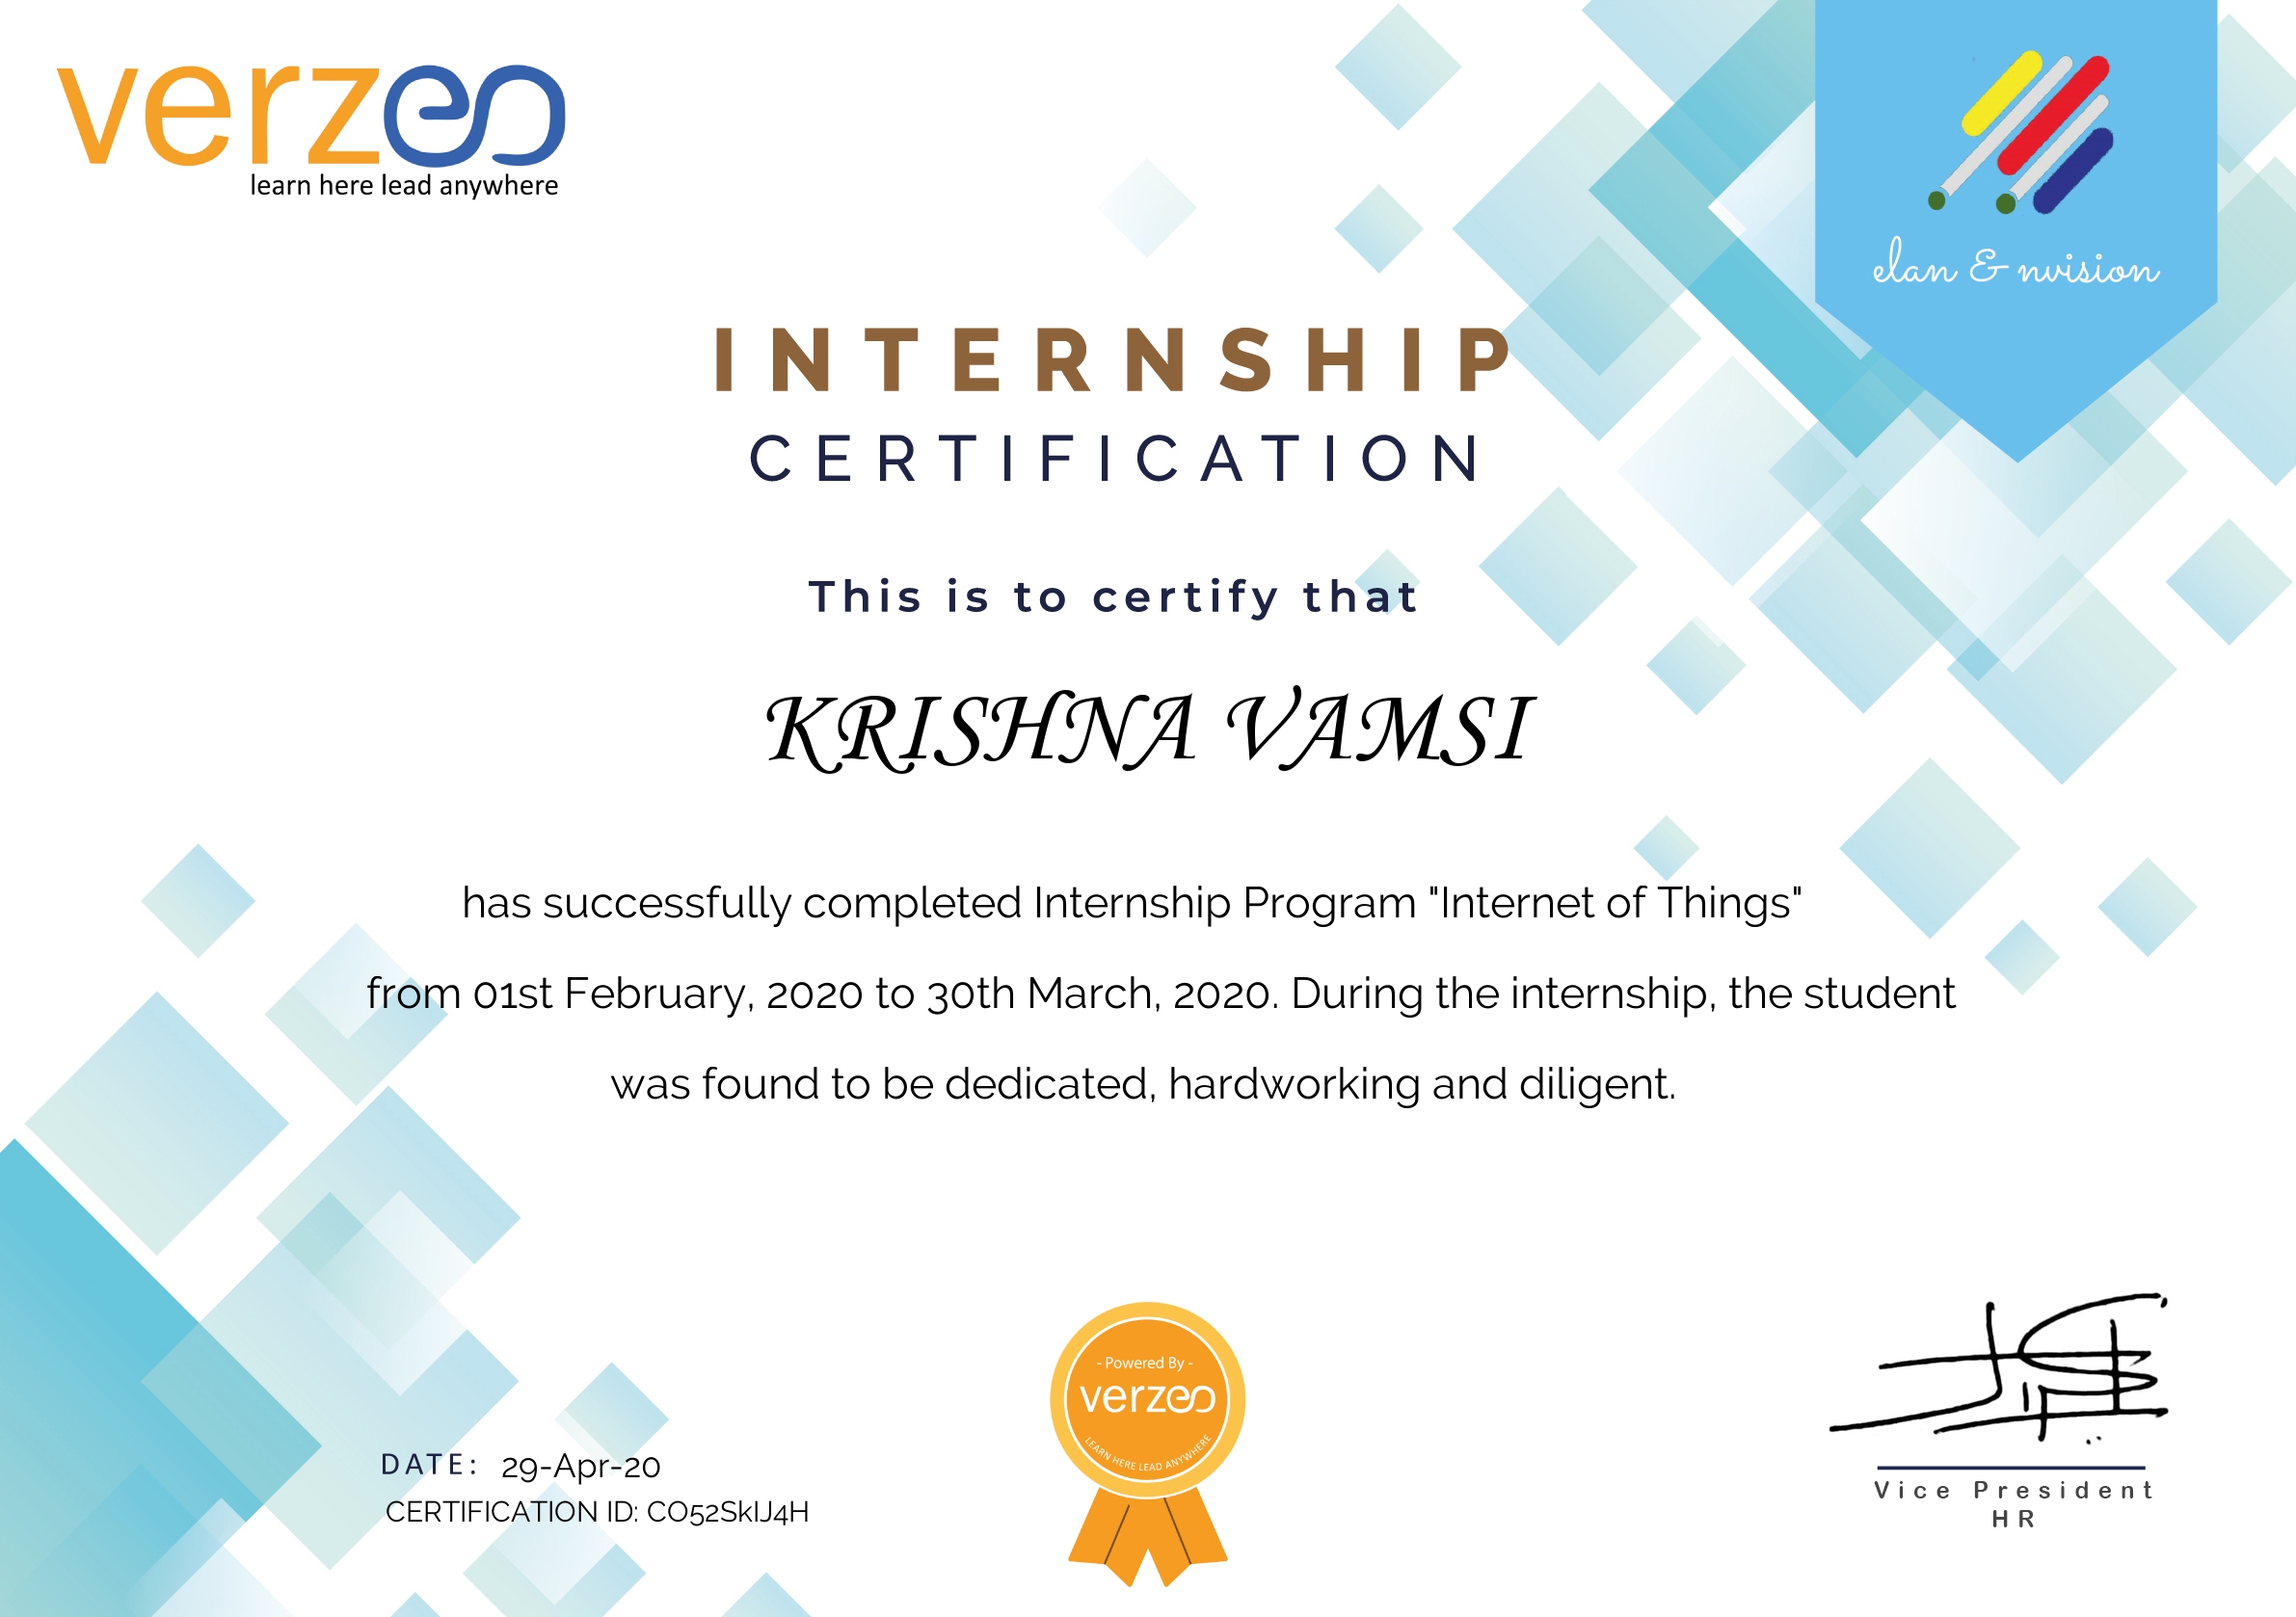 verzeo
learn here lead anywhere
elan & nvision
INTERNSHIP
CERTIFICATION
This is to certify that
KRISHNA VAMSI
has successfully completed Internship Program "Internet of Things"
from 01st February, 2020 to 30th March, 2020. During the internship, the student
was found to be dedicated, hardworking and diligent.
- Powered By -
verzeo
LEARN HERE LEAD ANYWHERE
DATE: 29-Apr-20
CERTIFICATION ID: CO52SkIJ4H
Vice President
HR